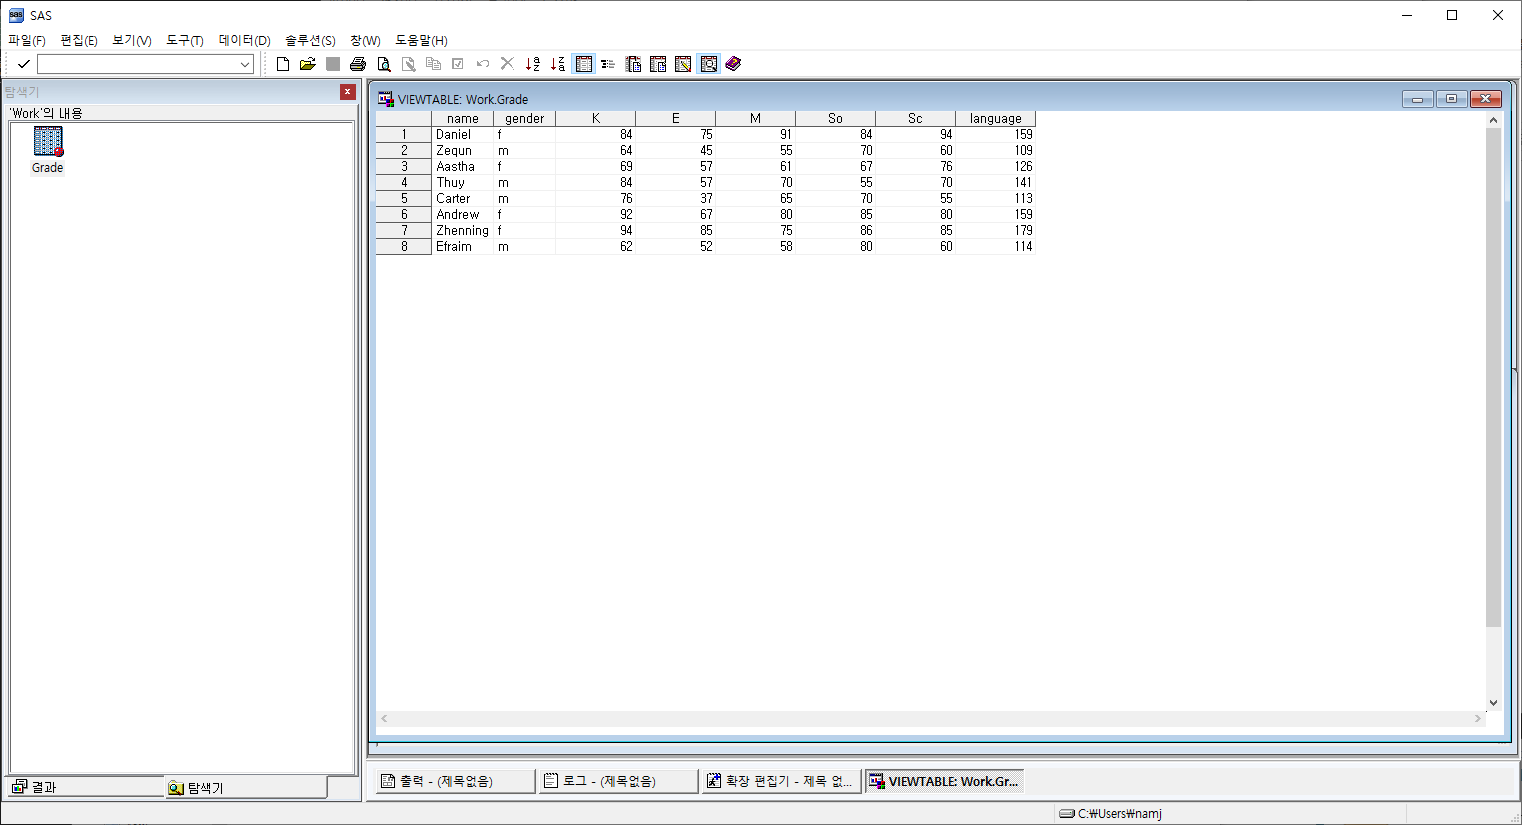 SAS
파일(F) 편집(E) 보기(V) 도구(T) 데이터(D) 솔루션(S) 창(W) 도움말(H)
탐색기
'Work'의 내용
Grade
VIEWTABLE: Work.Grade
name gender K E M So Sc language
1 Daniel f 84 75 91 84 94 159
2 Zequn m 64 45 55 70 60 109
3 Aastha f 69 57 61 67 76 126
4 Thuy m 84 57 70 55 70 141
5 Carter m 76 37 65 70 55 113
6 Andrew f 92 67 80 85 80 159
7 Zhenning f 94 85 75 86 85 179
8 Efraim m 62 52 58 80 60 114
결과 탐색기
출력 - (제목없음) 로그 - (제목없음) 확장 편집기 - 제목 없... VIEWTABLE: Work.Gr...
C:₩Users₩namj